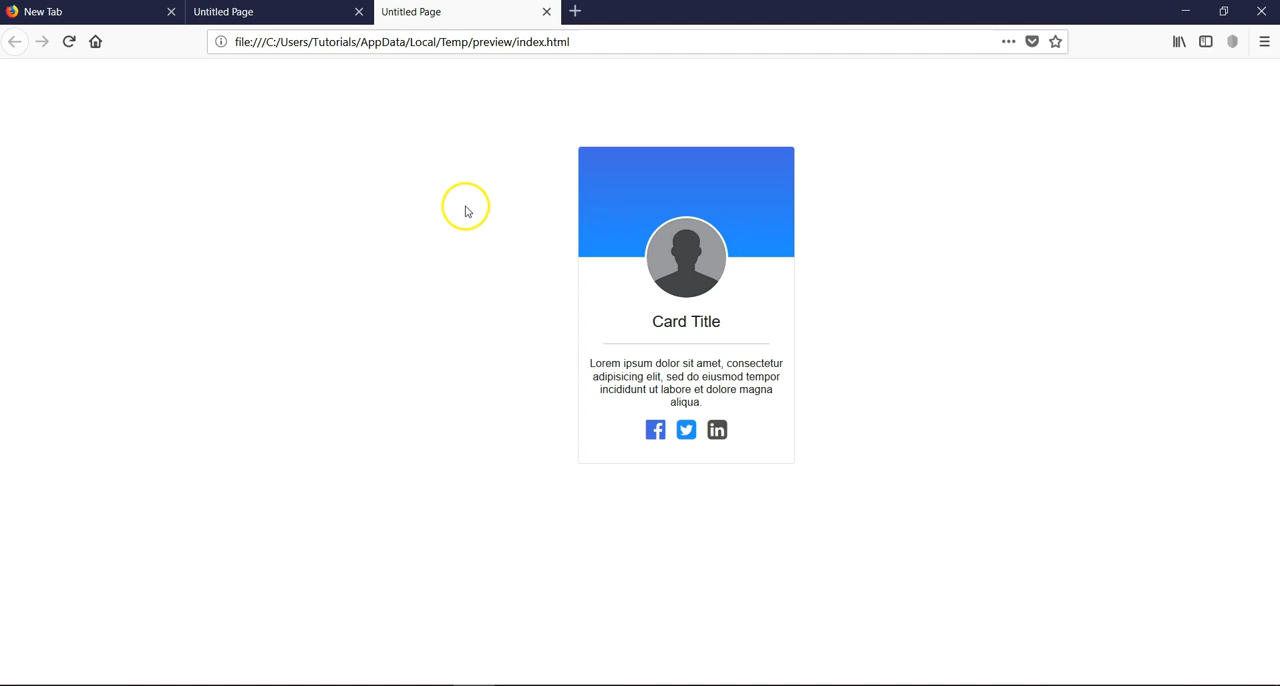 New Tab
Untitled Page
Untitled Page
file:///C:/Users/Tutorials/AppData/Local/Temp/preview/index.html
Card Title
Lorem ipsum dolor sit amet, consectetur
adipisicing elit, sed do eiusmod tempor
incididunt ut labore et dolore magna
aliqua.